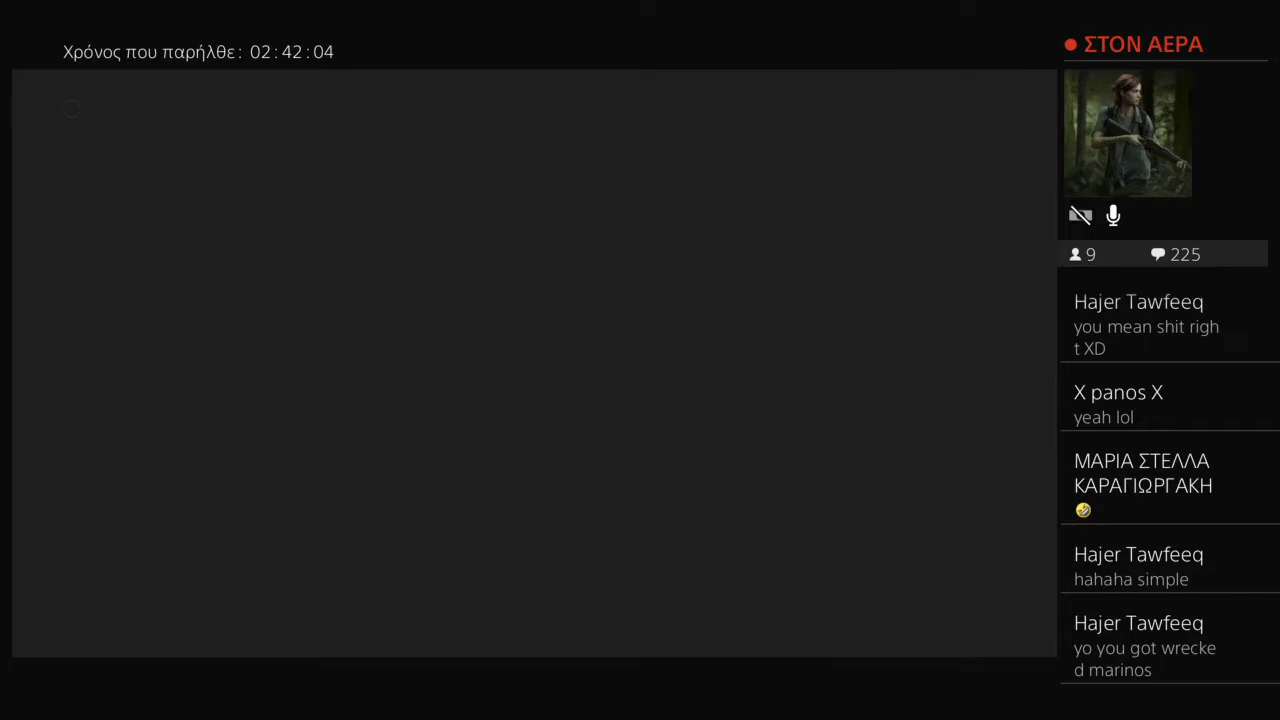 Χρόνος που παρήλθε: 02:42:04
ΣΤΟΝ ΑΕΡΑ
9
225
Hajer Tawfeeq
you mean shit righ
t XD
X panos X
yeah lol
ΜΑΡΙΑ ΣΤΕΛΛΑ
ΚΑΡΑΓΙΩΡΓΑΚΗ
🤣
Hajer Tawfeeq
hahaha simple
Hajer Tawfeeq
yo you got wrecke
d marinos